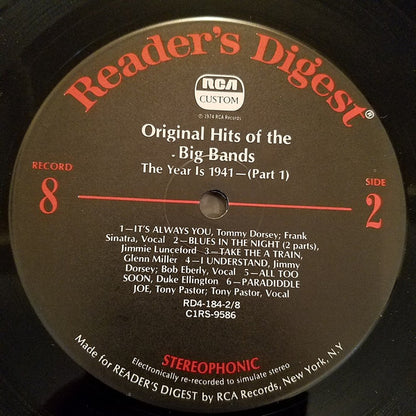 Reader's Digest®
RCA
CUSTOM
℗ 1974 RCA Records
Original Hits of the
Big Bands
The Year Is 1941—(Part 1)
RECORD
8
SIDE
2
1—IT'S ALWAYS YOU, Tommy Dorsey; Frank
Sinatra, Vocal 2—BLUES IN THE NIGHT (2 parts),
Jimmie Lunceford 3—TAKE THE A TRAIN,
Glenn Miller 4—I UNDERSTAND, Jimmy
Dorsey; Bob Eberly, Vocal 5—ALL TOO
SOON, Duke Ellington 6—PARADIDDLE
JOE, Tony Pastor; Tony Pastor, Vocal
RD4-184-2/8
C1RS-9586
STEREOPHONIC
Electronically re-recorded to simulate stereo
Made for READER'S DIGEST by RCA Records, New York, N.Y